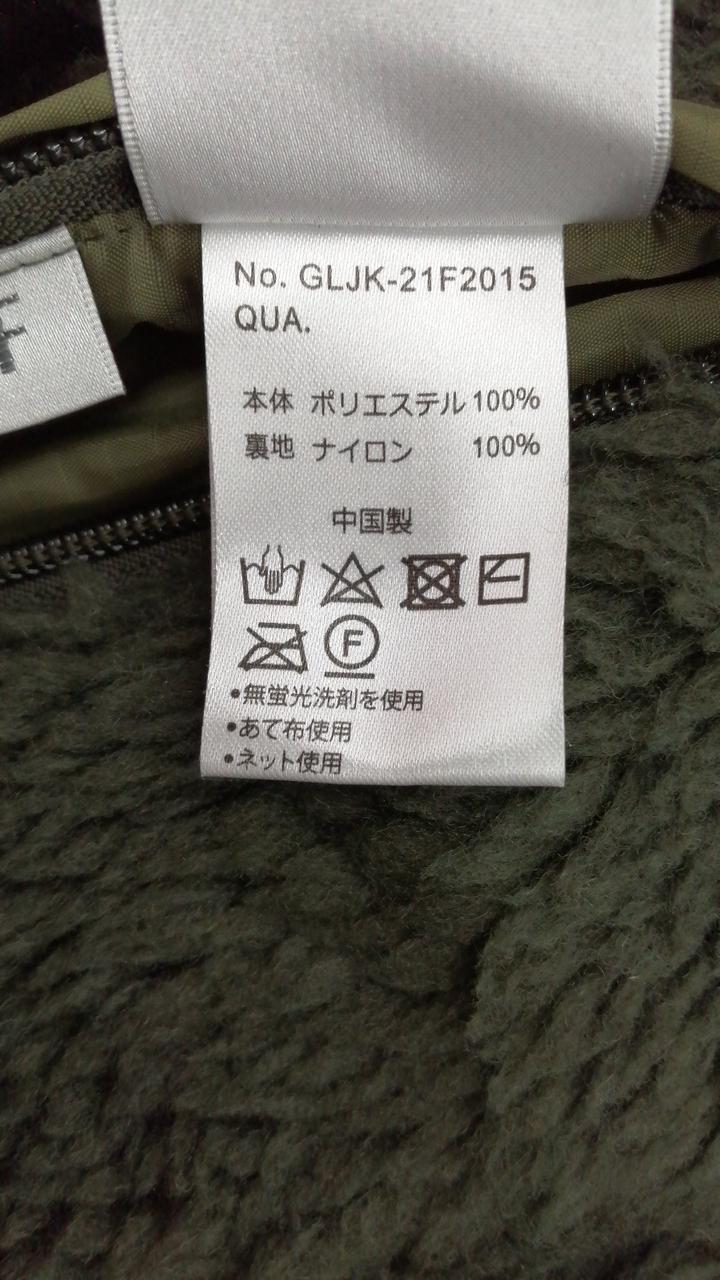 No. GLJK-21F2015
QUA.
本体 ポリエステル 100%
裏地 ナイロン 100%
中国製
F
•無蛍光洗剤を使用
•あて布使用
•ネット使用